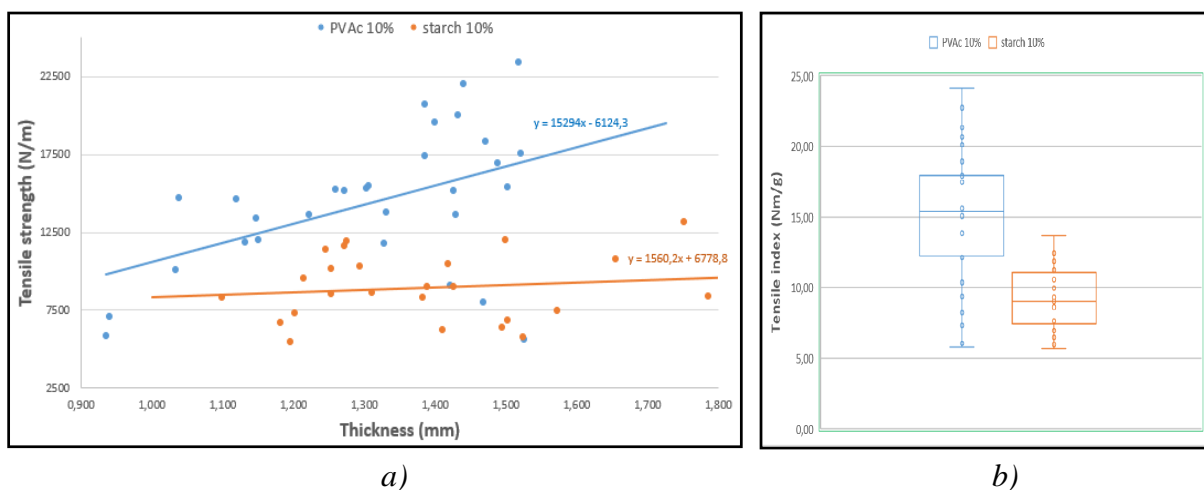 PVAc 10% starch 10%
Tensile strength (N/m)
22500
17500
12500
7500
2500
y = 15294x - 6124,3
y = 1560,2x + 6778,8
0,900 1,000 1,100 1,200 1,300 1,400 1,500 1,600 1,700 1,800
Thickness (mm)
a)
PVAc 10% starch 10%
Tensile index (Nm/g)
25,00
20,00
15,00
10,00
5,00
0,00
b)